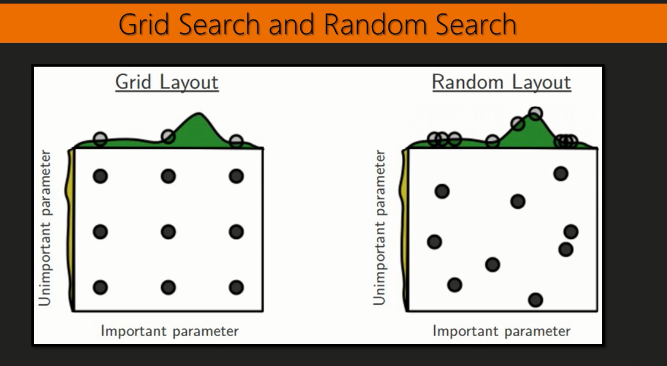 Grid Search and Random Search
Grid Layout
Unimportant parameter
Important parameter
Random Layout
Unimportant parameter
Important parameter